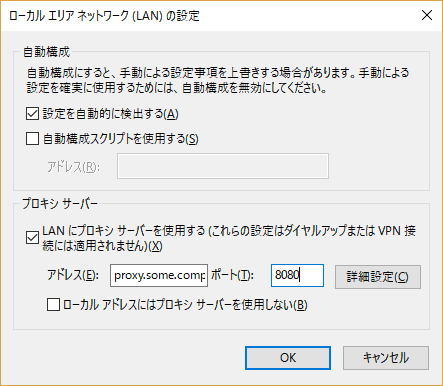 ローカル エリア ネットワーク (LAN) の設定
自動構成
自動構成にすると、手動による設定事項を上書きする場合があります。手動による
設定を確実に使用するためには、自動構成を無効にしてください。
設定を自動的に検出する(A)
自動構成スクリプトを使用する(S)
アドレス(R):
プロキシ サーバー
LAN にプロキシ サーバーを使用する (これらの設定はダイヤルアップまたは VPN 接
続には適用されません)(X)
アドレス(E): proxy.some.comp ポート(T): 8080 詳細設定(C)
ローカル アドレスにはプロキシ サーバーを使用しない(B)
OK キャンセル